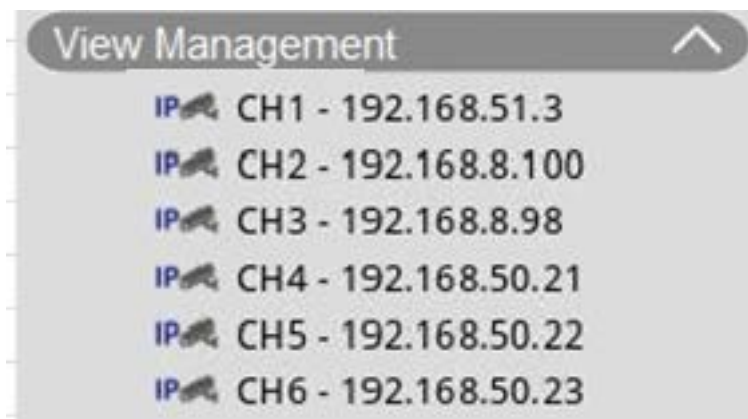 View Management
IP CH1 - 192.168.51.3
IP CH2 - 192.168.8.100
IP CH3 - 192.168.8.98
IP CH4 - 192.168.50.21
IP CH5 - 192.168.50.22
IP CH6 - 192.168.50.23